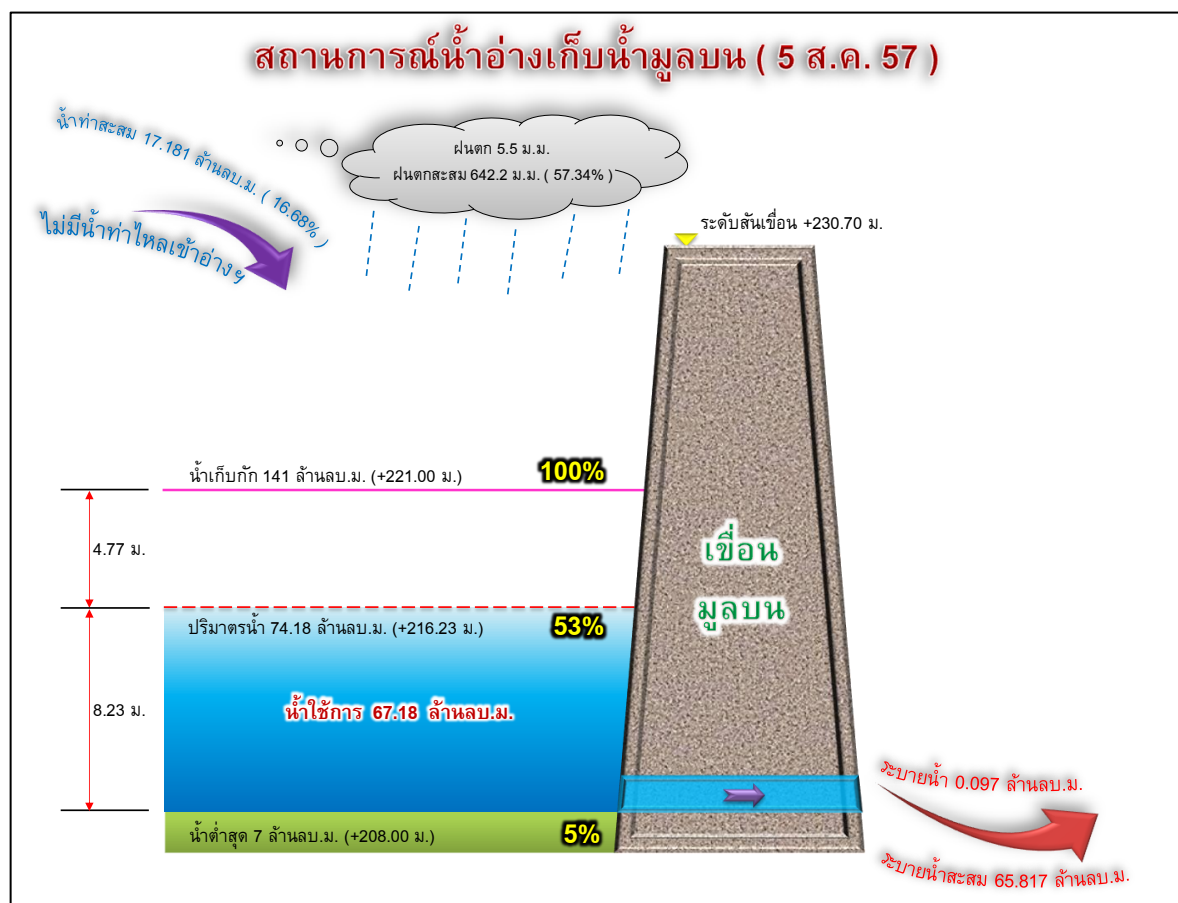 สถานการณ์น้ำอ่างเก็บน้ำมูลบน ( 5 ส.ค. 57 )
น้ำท่าสะสม 17.181 ล้านลบ.ม. ( 16.68% )
ไม่มีน้ำท่าไหลเข้าอ่างฯ
ฝนตก 5.5 ม.ม.
ฝนตกสะสม 642.2 ม.ม. ( 57.34% )
ระดับสันเขื่อน +230.70 ม.
น้ำเก็บกัก 141 ล้านลบ.ม. (+221.00 ม.)
100%
4.77 ม.
เขื่อน
มูลบน
ปริมาตรน้ำ 74.18 ล้านลบ.ม. (+216.23 ม.)
53%
8.23 ม.
น้ำใช้การ 67.18 ล้านลบ.ม.
ระบายน้ำ 0.097 ล้านลบ.ม.
น้ำต่ำสุด 7 ล้านลบ.ม. (+208.00 ม.)
5%
ระบายน้ำสะสม 65.817 ล้านลบ.ม.